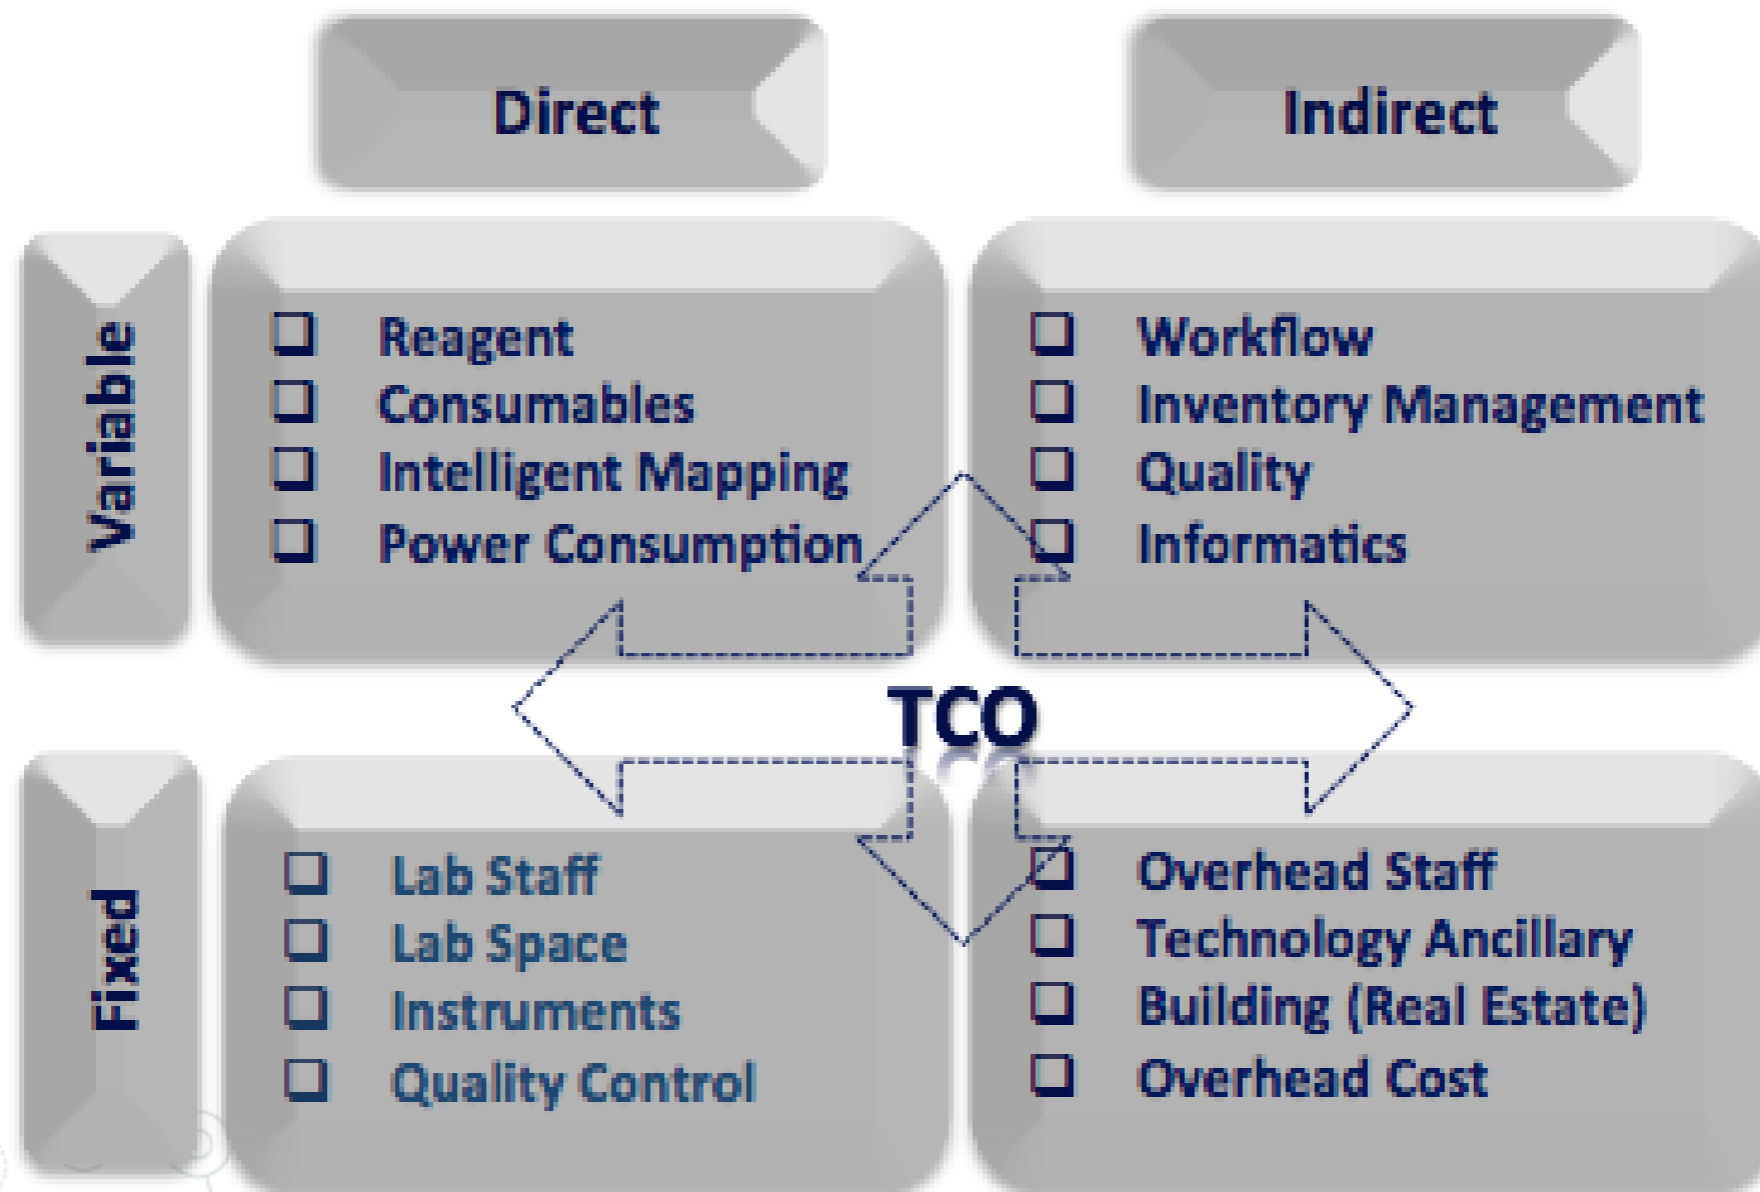 Direct
Indirect
Variable
Reagent
Consumables
Intelligent Mapping
Power Consumption
Workflow
Inventory Management
Quality
Informatics
TCO
Fixed
Lab Staff
Lab Space
Instruments
Quality Control
Overhead Staff
Technology Ancillary
Building (Real Estate)
Overhead Cost